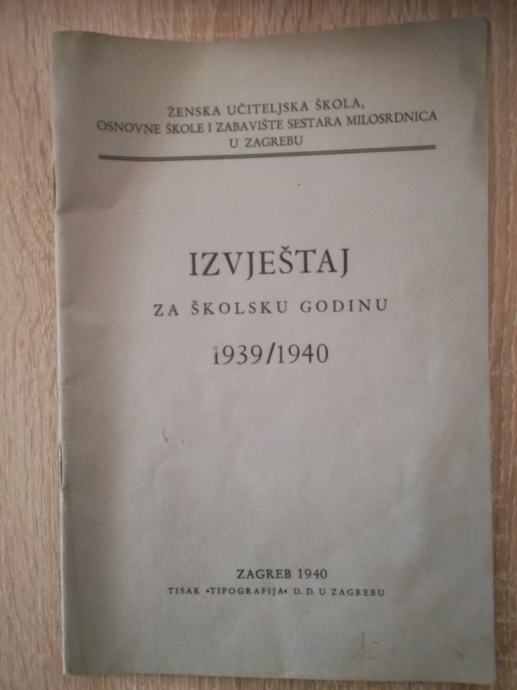 ŽENSKA UČITELJSKA ŠKOLA,
OSNOVNE ŠKOLE I ZABAVIŠTE SESTARA MILOSRDNICA
U ZAGREBU
IZVJEŠTAJ
ZA ŠKOLSKU GODINU
1939/1940
ZAGREB 1940
TISAK »TIPOGRAFIJA« D. D. U ZAGREBU